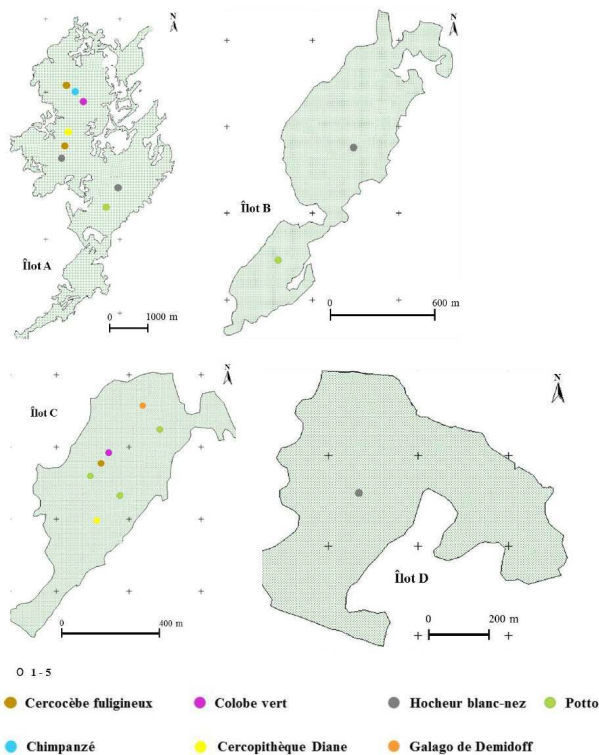 N
N
Îlot A
0 1000 m
Îlot B
0 600 m
N
Îlot C
0 400 m
N
Îlot D
0 200 m
O 1 - 5
Cercocèbe fuligineux Colobe vert Hocheur blanc-nez Potto
Chimpanzé Cercopithèque Diane Galago de Demidoff